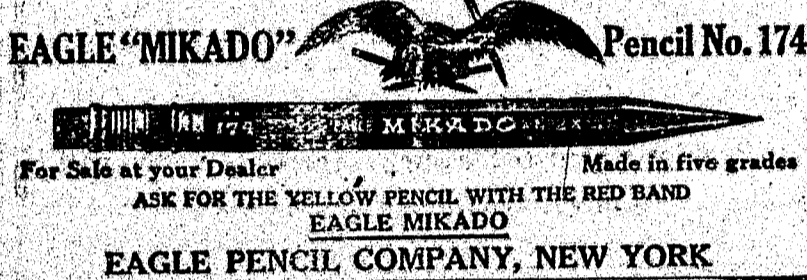 EAGLE "MIKADO" Pencil No. 174
174 EAGLE MIKADO
For Sale at your Dealer Made in five grades
ASK FOR THE YELLOW PENCIL WITH THE RED BAND
EAGLE MIKADO
EAGLE PENCIL COMPANY, NEW YORK